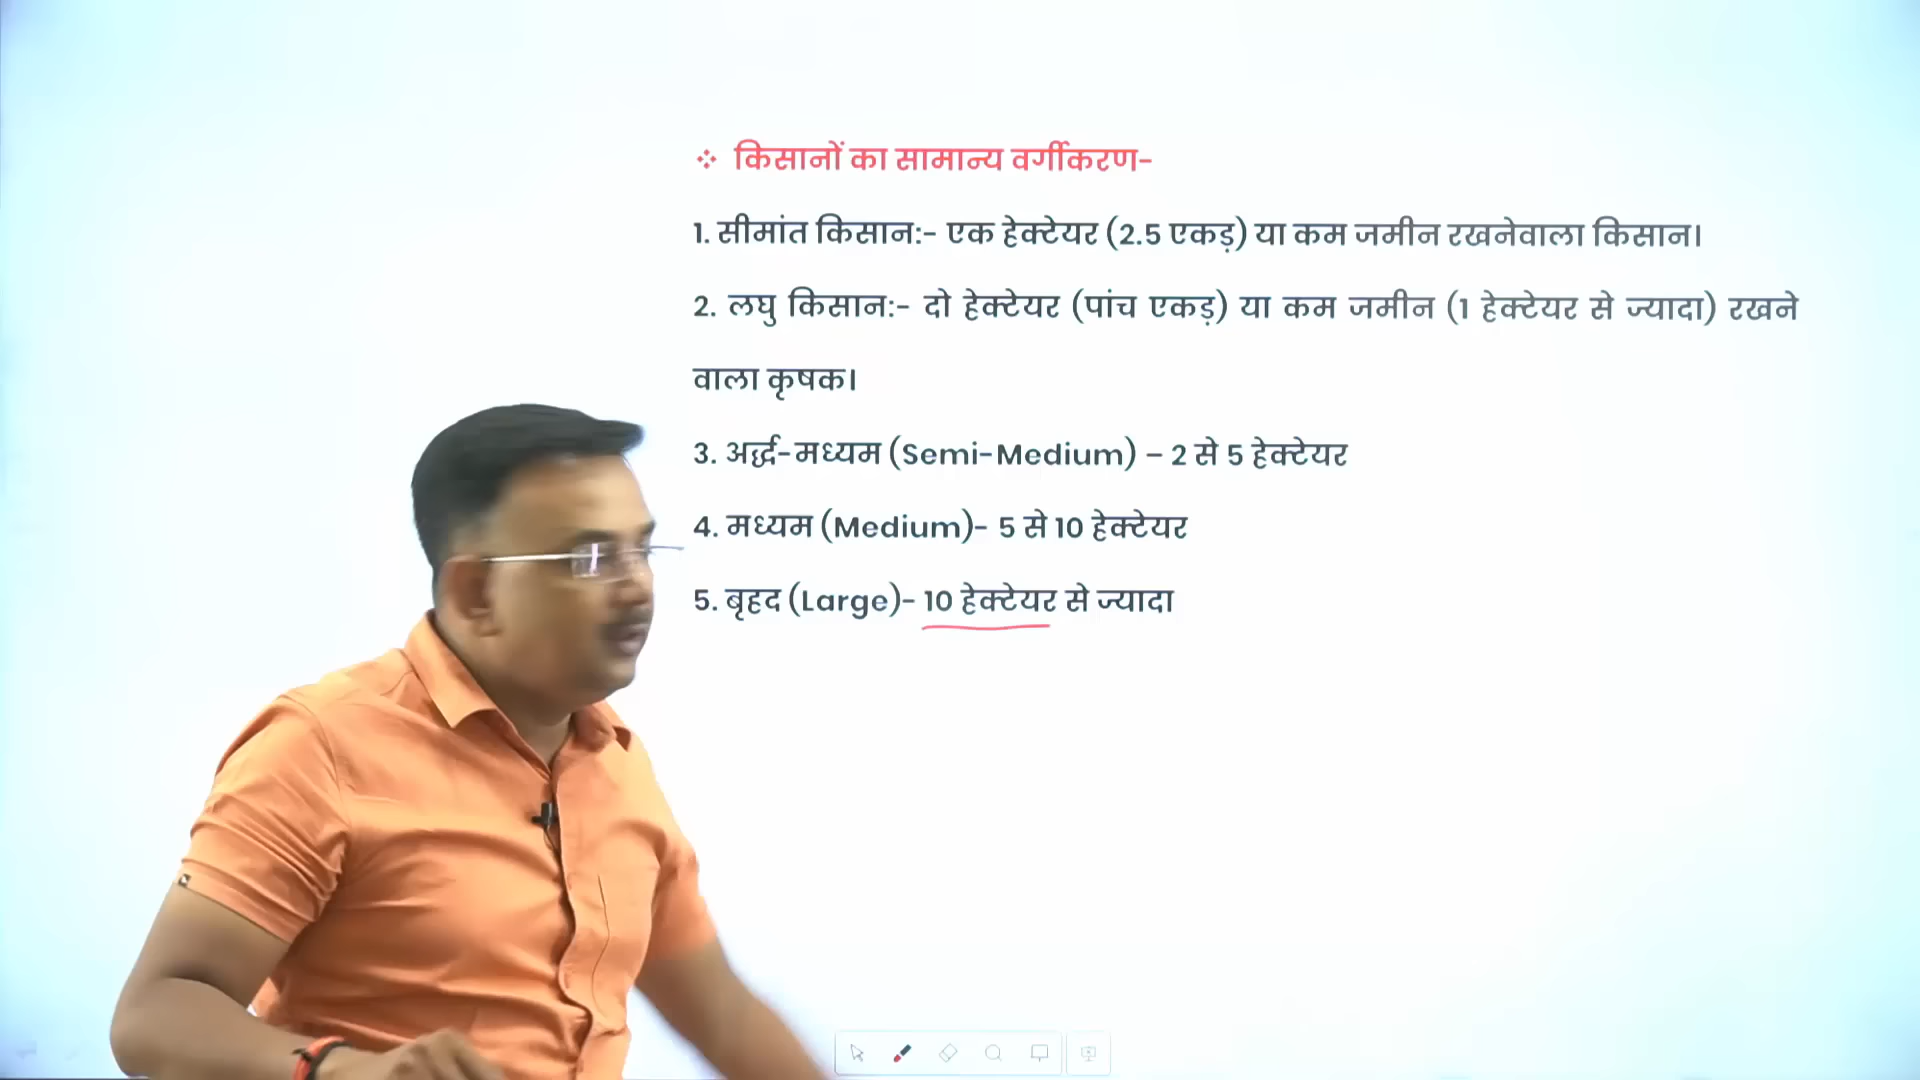 ❖ किसानों का सामान्य वर्गीकरण-
1. सीमांत किसान:- एक हेक्टेयर (2.5 एकड़) या कम जमीन रखनेवाला किसान।
2. लघु किसान:- दो हेक्टेयर (पांच एकड़) या कम जमीन (1 हेक्टेयर से ज्यादा) रखने
वाला कृषक।
3. अर्द्ध-मध्यम (Semi-Medium) – 2 से 5 हेक्टेयर
4. मध्यम (Medium)- 5 से 10 हेक्टेयर
5. बृहद (Large)- 10 हेक्टेयर से ज्यादा